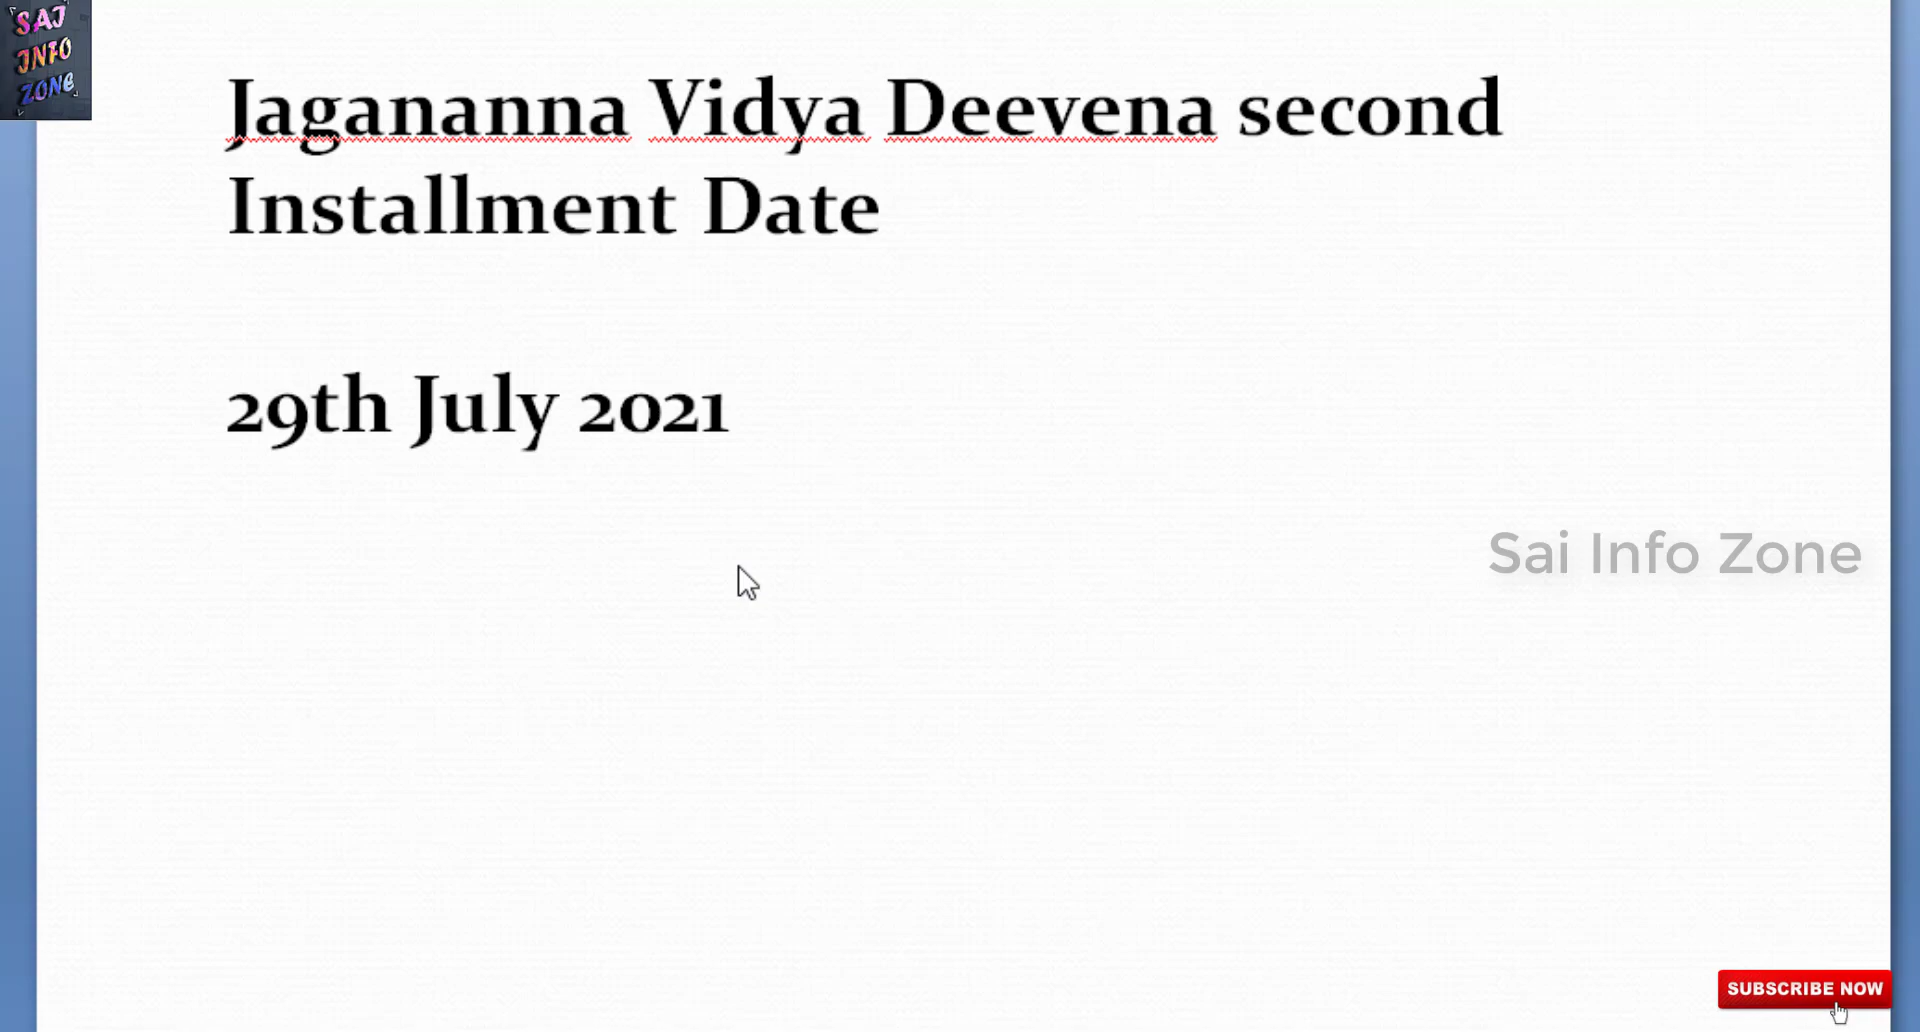 SAI
INFO
ZONE
Jagananna Vidya Deevena second
Installment Date
29th July 2021
Sai Info Zone
SUBSCRIBE NOW